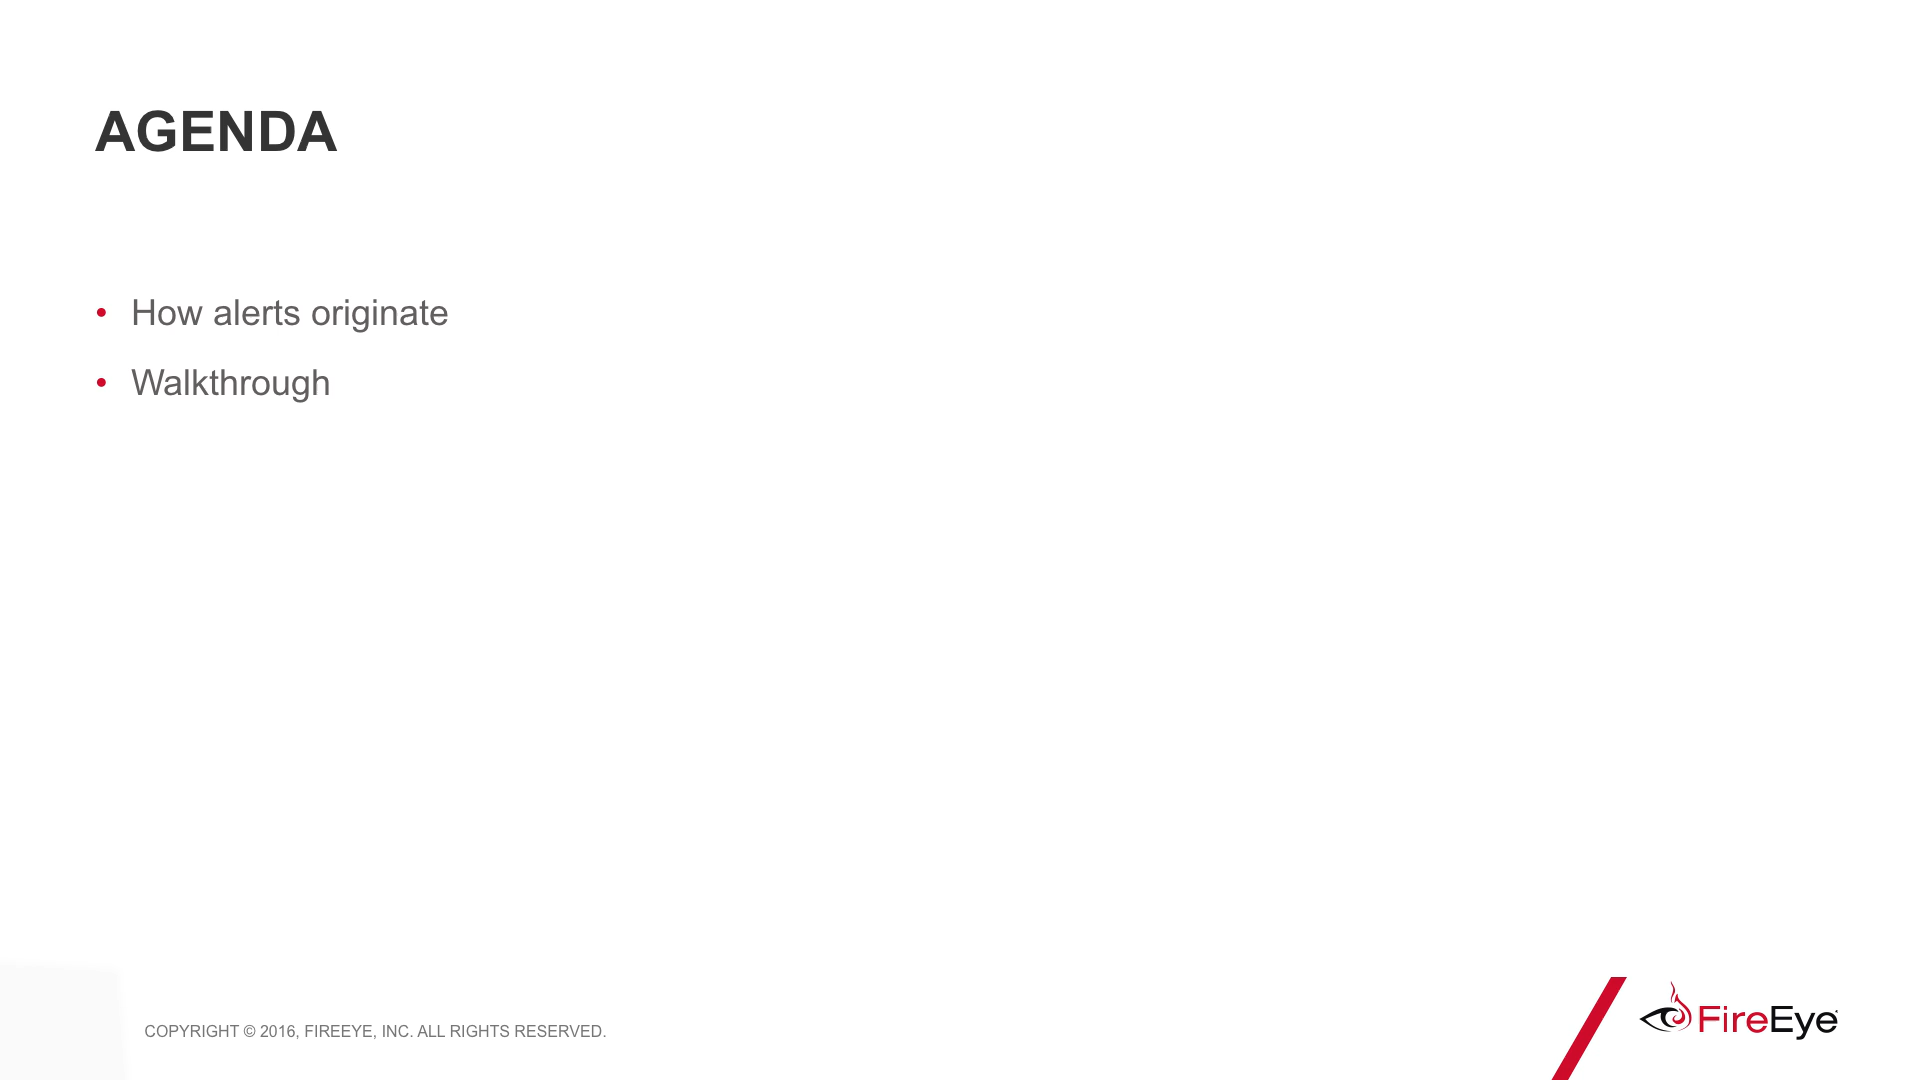 AGENDA
• How alerts originate
• Walkthrough
COPYRIGHT © 2016, FIREEYE, INC. ALL RIGHTS RESERVED.
FireEye